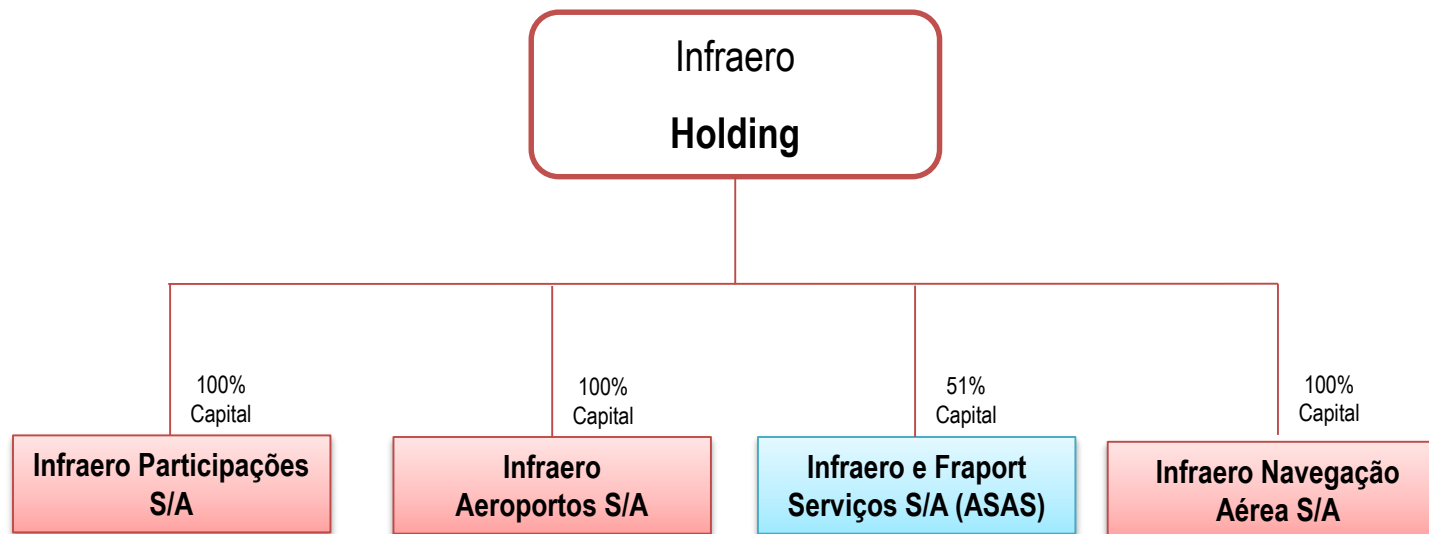 Infraero
Holding
100%
Capital
100%
Capital
51%
Capital
100%
Capital
Infraero Participações
S/A
Infraero
Aeroportos S/A
Infraero e Fraport
Serviços S/A (ASAS)
Infraero Navegação
Aérea S/A